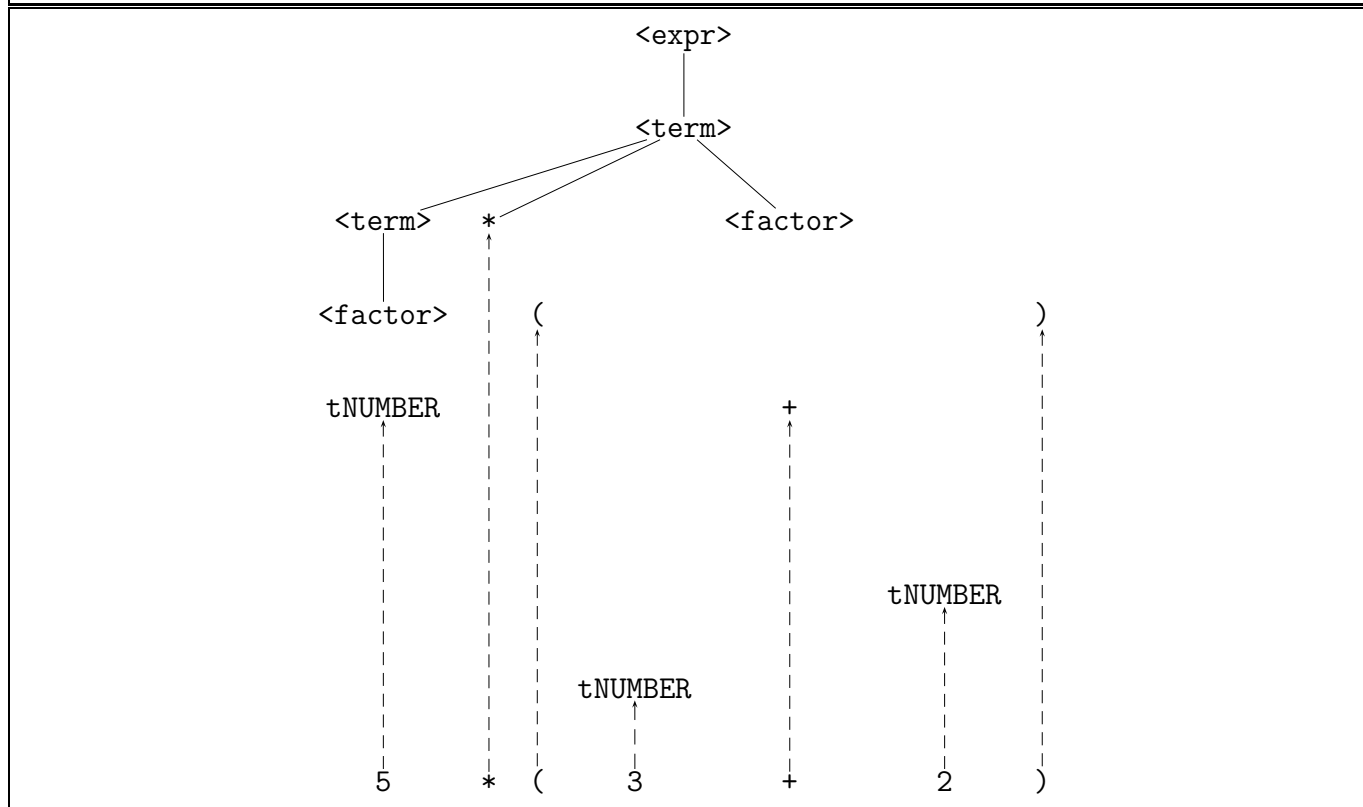 <expr>
<term>
<term> * <factor>
<factor> ( )
tNUMBER +
tNUMBER
tNUMBER
5 * ( 3 + 2 )